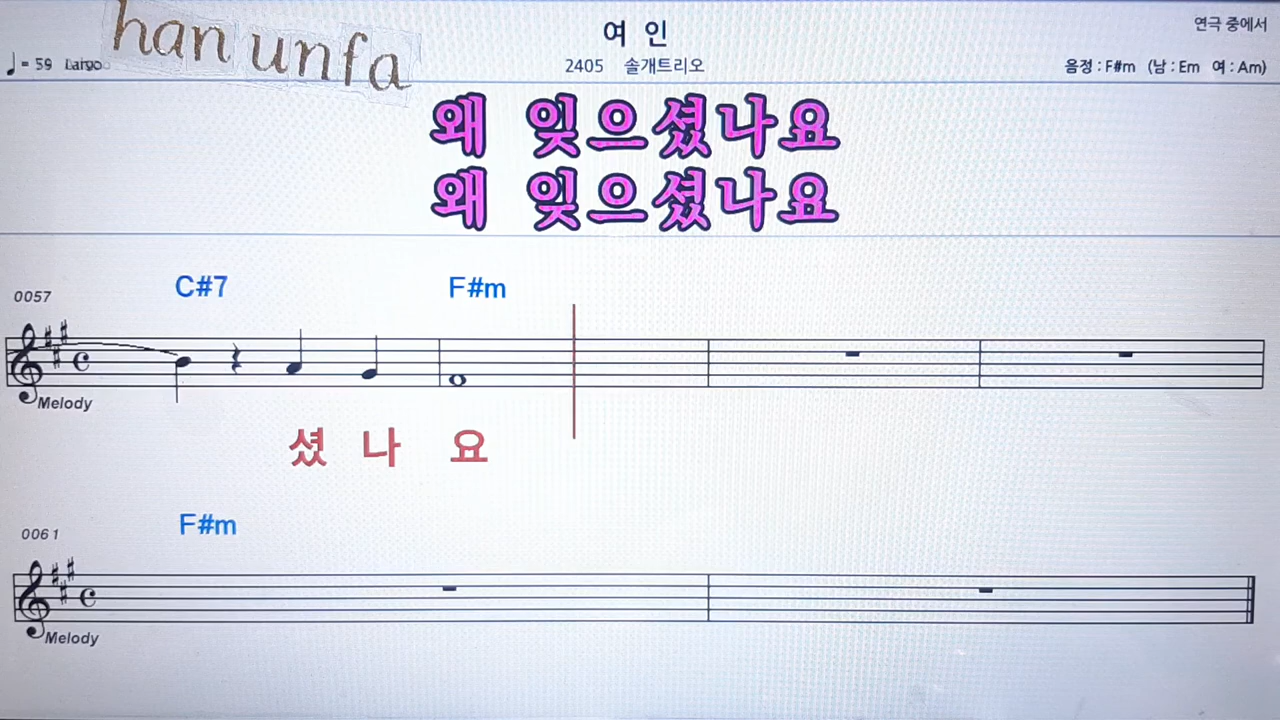 han unfa
여 인
연극 중에서
♩= 59 Largo
2405 솔개트리오
음정 : F#m (남 : Em 여 : Am)
왜 잊으셨나요
왜 잊으셨나요
C#7 F#m
0057
Melody
셨 나 요
F#m
0061
Melody